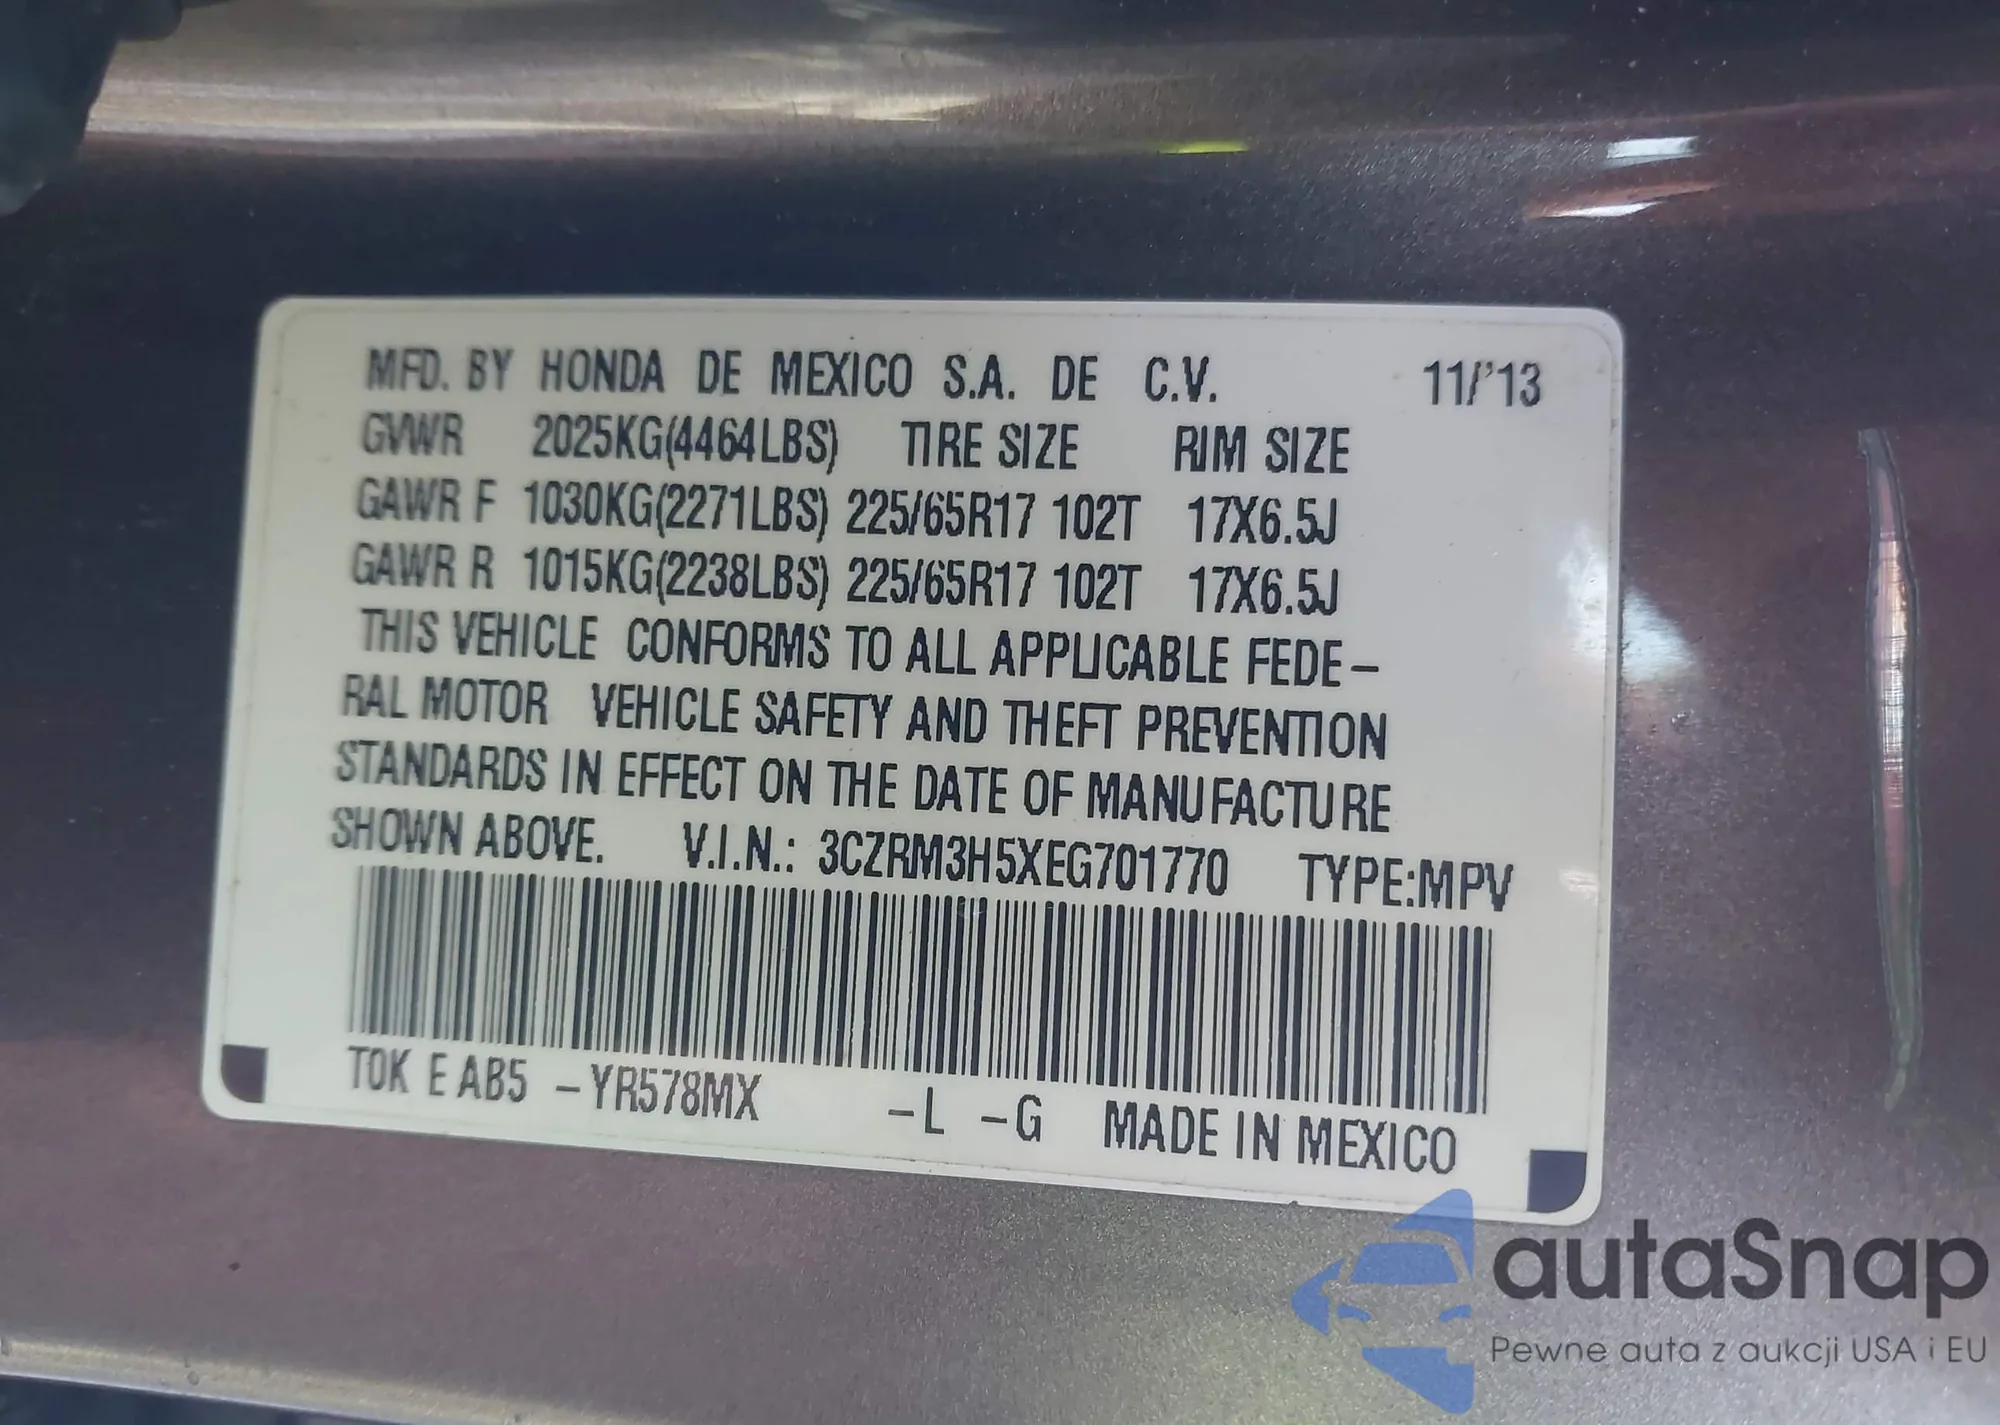 MFD. BY HONDA DE MEXICO S.A. DE C.V. 11/'13
GVWR 2025KG(4464LBS) TIRE SIZE RIM SIZE
GAWR F 1030KG(2271LBS) 225/65R17 102T 17X6.5J
GAWR R 1015KG(2238LBS) 225/65R17 102T 17X6.5J
THIS VEHICLE CONFORMS TO ALL APPLICABLE FEDE-
RAL MOTOR VEHICLE SAFETY AND THEFT PREVENTION
STANDARDS IN EFFECT ON THE DATE OF MANUFACTURE
SHOWN ABOVE. V.I.N.: 3CZRM3H5XEG701770 TYPE:MPV
T0K E AB5 -YR578MX -L -G MADE IN MEXICO
autaSnap
Pewne auta z aukcji USA i EU